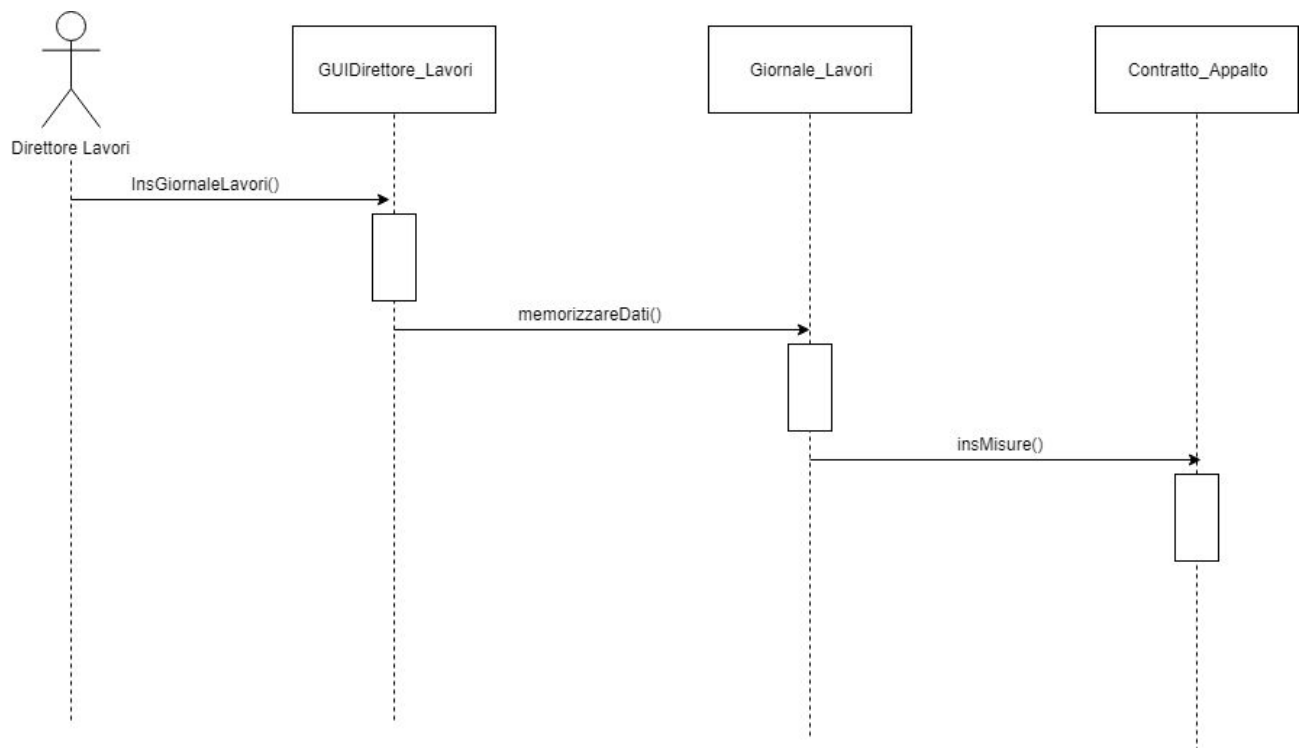 GUIDirettore_Lavori
Giornale_Lavori
Contratto_Appalto
Direttore Lavori
InsGiornaleLavori()
memorizzareDati()
insMisure()